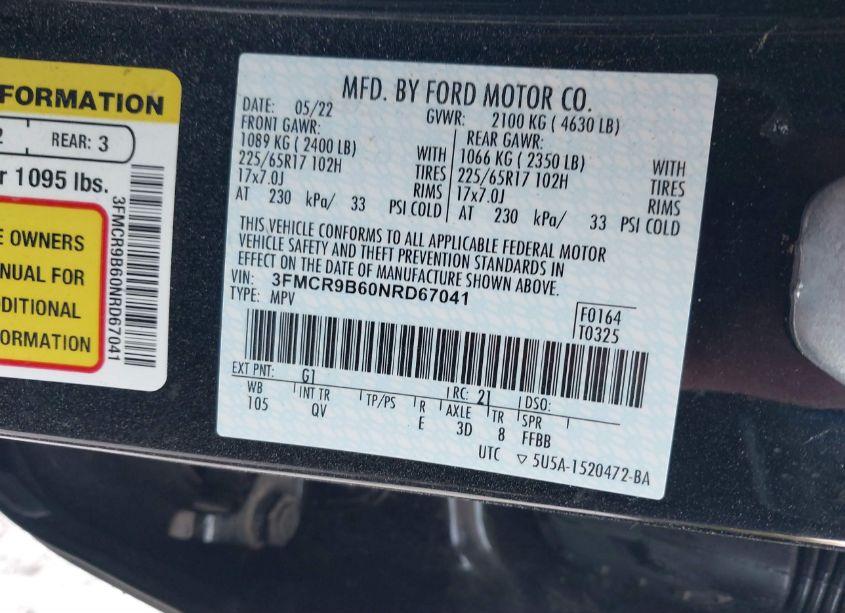 FORMATION
2 REAR: 3
r 1095 lbs.
E OWNERS
ANUAL FOR
DDITIONAL
FORMATION
3FMCR9B60NRD67041
MFD. BY FORD MOTOR CO.
DATE: 05/22 GVWR: 2100 KG ( 4630 LB)
FRONT GAWR: REAR GAWR:
1089 KG ( 2400 LB) WITH 1066 KG ( 2350 LB) WITH
225/65R17 102H TIRES 225/65R17 102H TIRES
17x7.0J RIMS 17x7.0J RIMS
AT 230 kPa/ 33 PSI COLD AT 230 kPa/ 33 PSI COLD
THIS VEHICLE CONFORMS TO ALL APPLICABLE FEDERAL MOTOR
VEHICLE SAFETY AND THEFT PREVENTION STANDARDS IN
EFFECT ON THE DATE OF MANUFACTURE SHOWN ABOVE.
VIN: 3FMCR9B60NRD67041
TYPE: MPV
F0164
T0325
EXT PNT: G1 RC: 21 DSO:
WB INT TR TP/PS R AXLE TR SPR
105 QV E 3D 8 FFBB
UTC ▽ 5U5A-1520472-BA